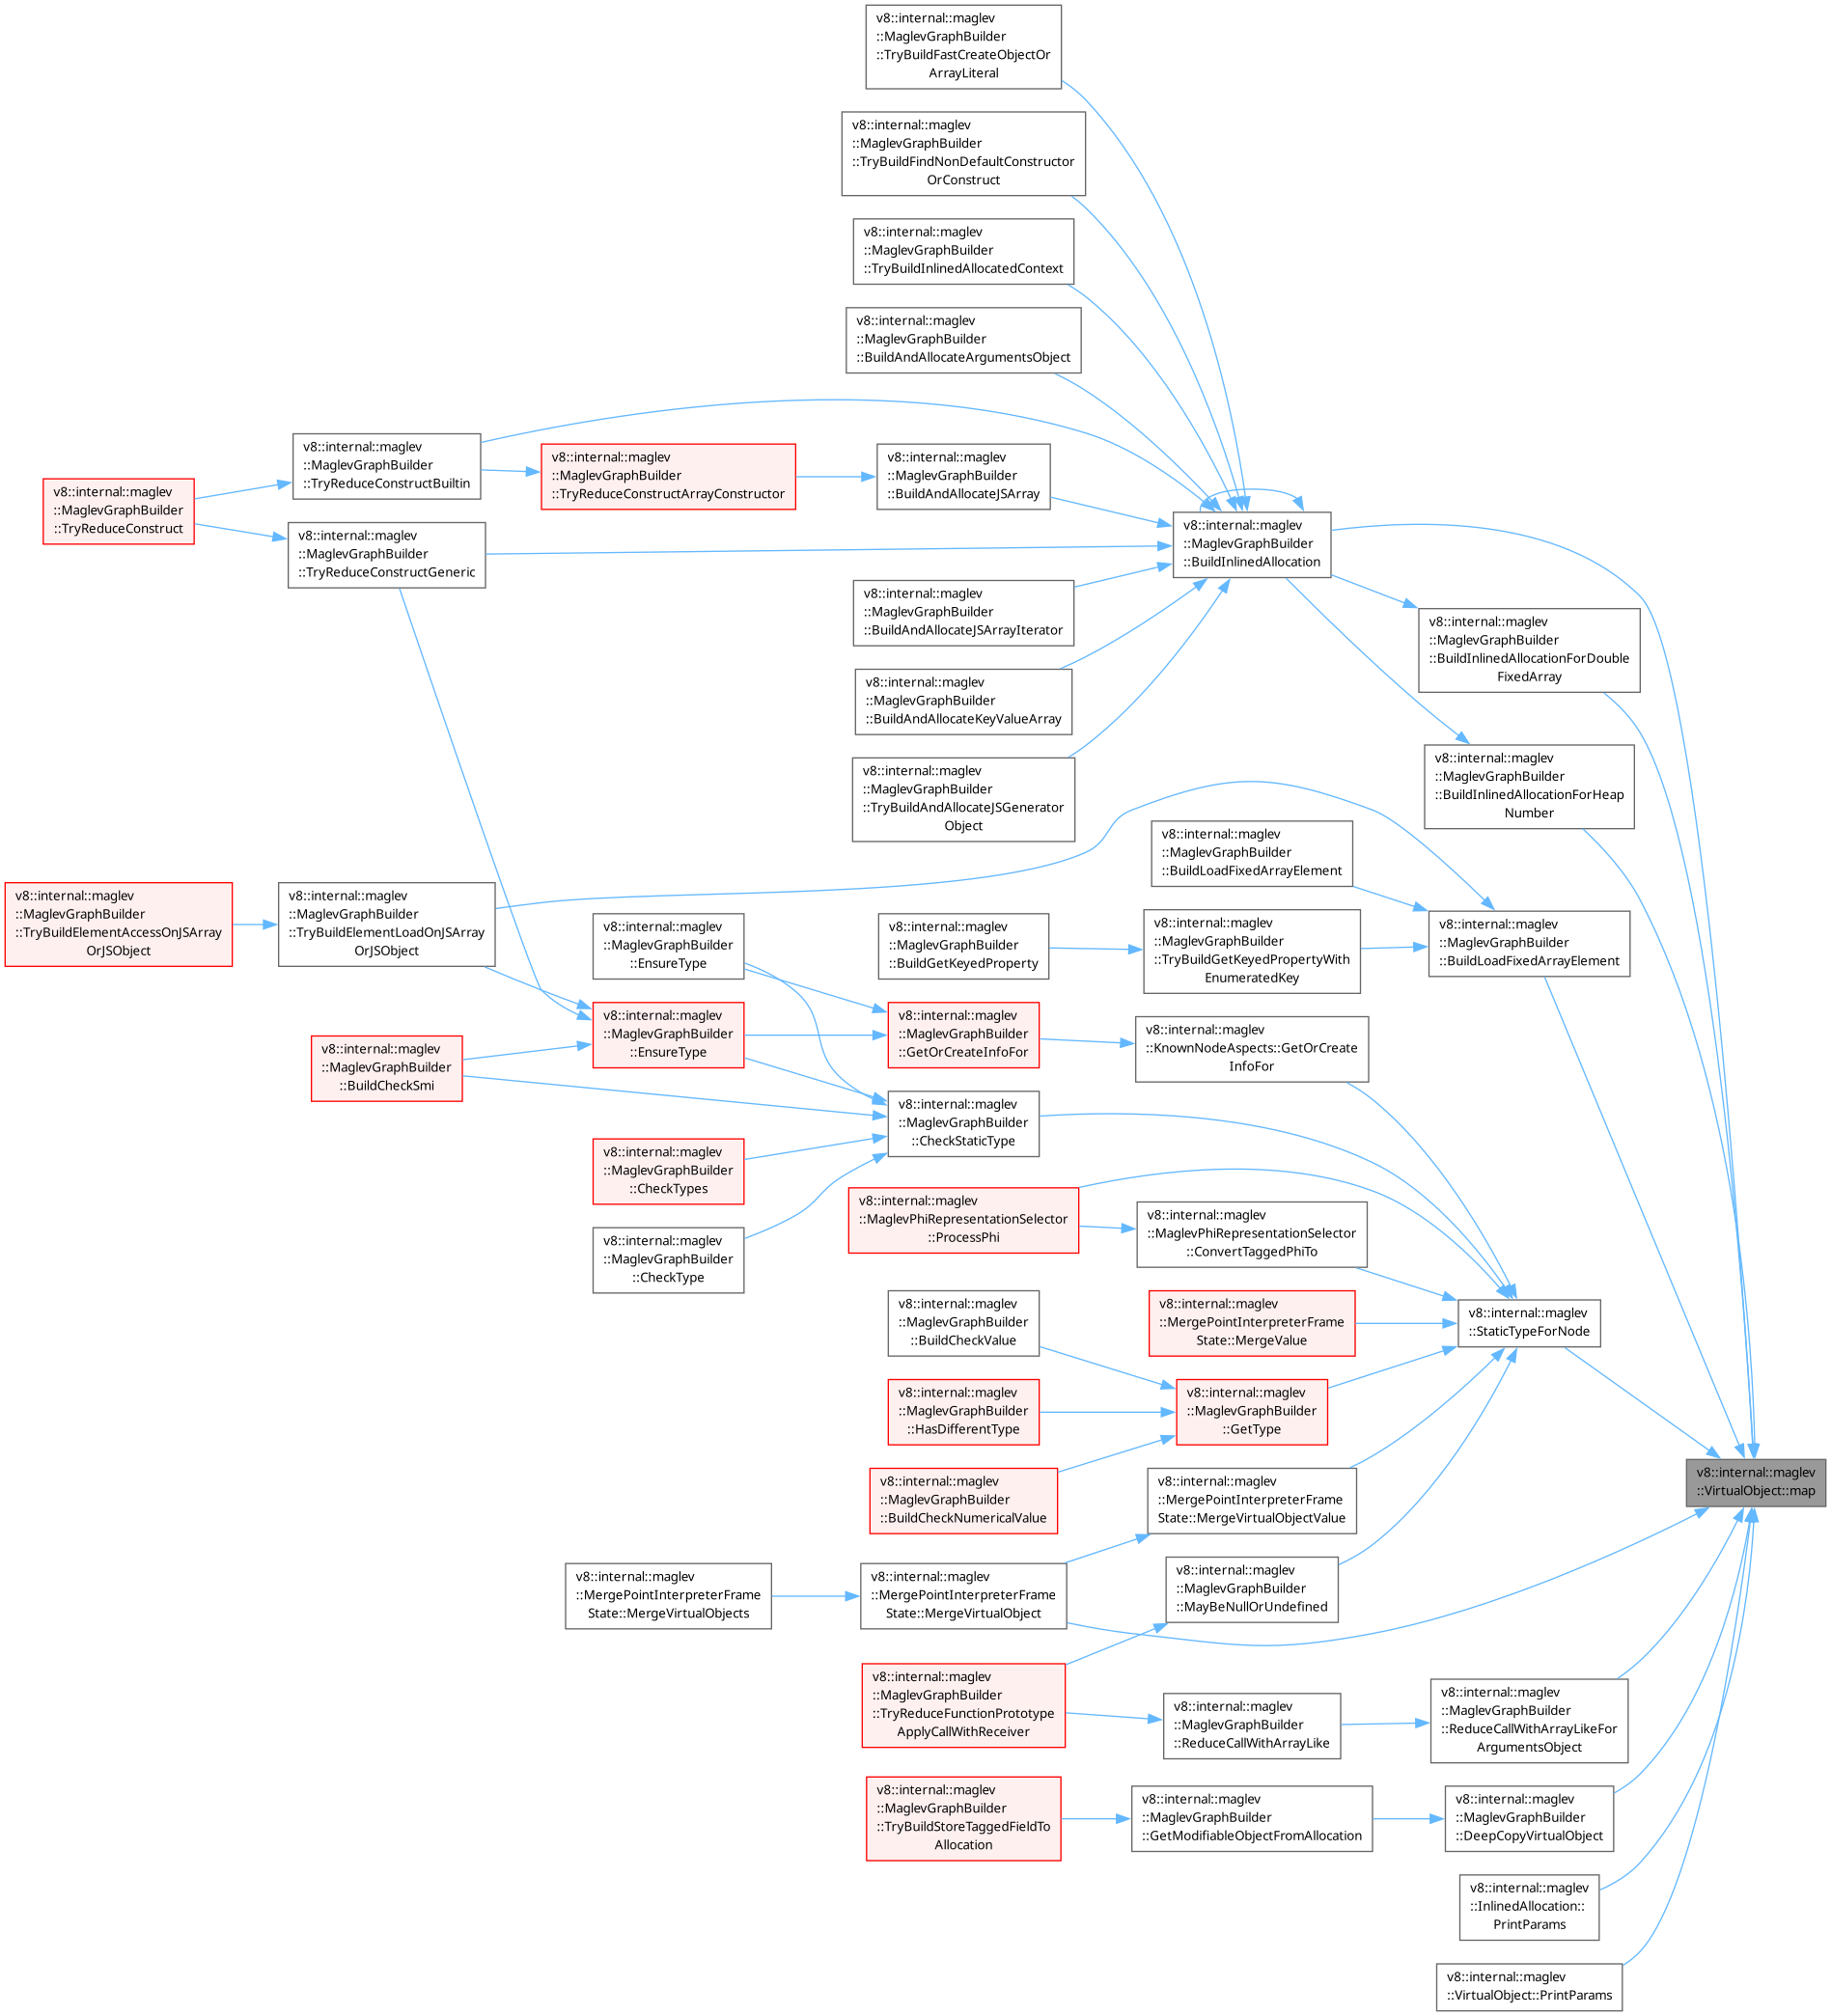 v8::internal::maglev
::MaglevGraphBuilder
::TryBuildFastCreateObjectOr
ArrayLiteral
v8::internal::maglev
::MaglevGraphBuilder
::TryBuildFindNonDefaultConstructor
OrConstruct
v8::internal::maglev
::MaglevGraphBuilder
::TryBuildInlinedAllocatedContext
v8::internal::maglev
::MaglevGraphBuilder
::BuildAndAllocateArgumentsObject
v8::internal::maglev
::MaglevGraphBuilder
::TryReduceConstruct
v8::internal::maglev
::MaglevGraphBuilder
::TryReduceConstructBuiltin
v8::internal::maglev
::MaglevGraphBuilder
::TryReduceConstructArrayConstructor
v8::internal::maglev
::MaglevGraphBuilder
::BuildAndAllocateJSArray
v8::internal::maglev
::MaglevGraphBuilder
::BuildInlinedAllocation
v8::internal::maglev
::MaglevGraphBuilder
::TryReduceConstructGeneric
v8::internal::maglev
::MaglevGraphBuilder
::BuildAndAllocateJSArrayIterator
v8::internal::maglev
::MaglevGraphBuilder
::BuildInlinedAllocationForDouble
FixedArray
v8::internal::maglev
::MaglevGraphBuilder
::BuildAndAllocateKeyValueArray
v8::internal::maglev
::MaglevGraphBuilder
::BuildInlinedAllocationForHeap
Number
v8::internal::maglev
::MaglevGraphBuilder
::TryBuildAndAllocateJSGenerator
Object
v8::internal::maglev
::MaglevGraphBuilder
::BuildLoadFixedArrayElement
v8::internal::maglev
::MaglevGraphBuilder
::TryBuildElementAccessOnJSArray
OrJSObject
v8::internal::maglev
::MaglevGraphBuilder
::TryBuildElementLoadOnJSArray
OrJSObject
v8::internal::maglev
::MaglevGraphBuilder
::EnsureType
v8::internal::maglev
::MaglevGraphBuilder
::BuildGetKeyedProperty
v8::internal::maglev
::MaglevGraphBuilder
::TryBuildGetKeyedPropertyWith
EnumeratedKey
v8::internal::maglev
::MaglevGraphBuilder
::BuildLoadFixedArrayElement
v8::internal::maglev
::MaglevGraphBuilder
::BuildCheckSmi
v8::internal::maglev
::MaglevGraphBuilder
::EnsureType
v8::internal::maglev
::MaglevGraphBuilder
::GetOrCreateInfoFor
v8::internal::maglev
::KnownNodeAspects::GetOrCreate
InfoFor
v8::internal::maglev
::MaglevGraphBuilder
::CheckStaticType
v8::internal::maglev
::MaglevGraphBuilder
::CheckTypes
v8::internal::maglev
::MaglevPhiRepresentationSelector
::ProcessPhi
v8::internal::maglev
::MaglevPhiRepresentationSelector
::ConvertTaggedPhiTo
v8::internal::maglev
::MaglevGraphBuilder
::CheckType
v8::internal::maglev
::MaglevGraphBuilder
::BuildCheckValue
v8::internal::maglev
::MergePointInterpreterFrame
State::MergeValue
v8::internal::maglev
::StaticTypeForNode
v8::internal::maglev
::MaglevGraphBuilder
::HasDifferentType
v8::internal::maglev
::MaglevGraphBuilder
::GetType
v8::internal::maglev
::VirtualObject::map
v8::internal::maglev
::MaglevGraphBuilder
::BuildCheckNumericalValue
v8::internal::maglev
::MergePointInterpreterFrame
State::MergeVirtualObjectValue
v8::internal::maglev
::MergePointInterpreterFrame
State::MergeVirtualObjects
v8::internal::maglev
::MergePointInterpreterFrame
State::MergeVirtualObject
v8::internal::maglev
::MaglevGraphBuilder
::MayBeNullOrUndefined
v8::internal::maglev
::MaglevGraphBuilder
::TryReduceFunctionPrototype
ApplyCallWithReceiver
v8::internal::maglev
::MaglevGraphBuilder
::ReduceCallWithArrayLike
v8::internal::maglev
::MaglevGraphBuilder
::ReduceCallWithArrayLikeFor
ArgumentsObject
v8::internal::maglev
::MaglevGraphBuilder
::TryBuildStoreTaggedFieldTo
Allocation
v8::internal::maglev
::MaglevGraphBuilder
::GetModifiableObjectFromAllocation
v8::internal::maglev
::MaglevGraphBuilder
::DeepCopyVirtualObject
v8::internal::maglev
::InlinedAllocation::
PrintParams
v8::internal::maglev
::VirtualObject::PrintParams